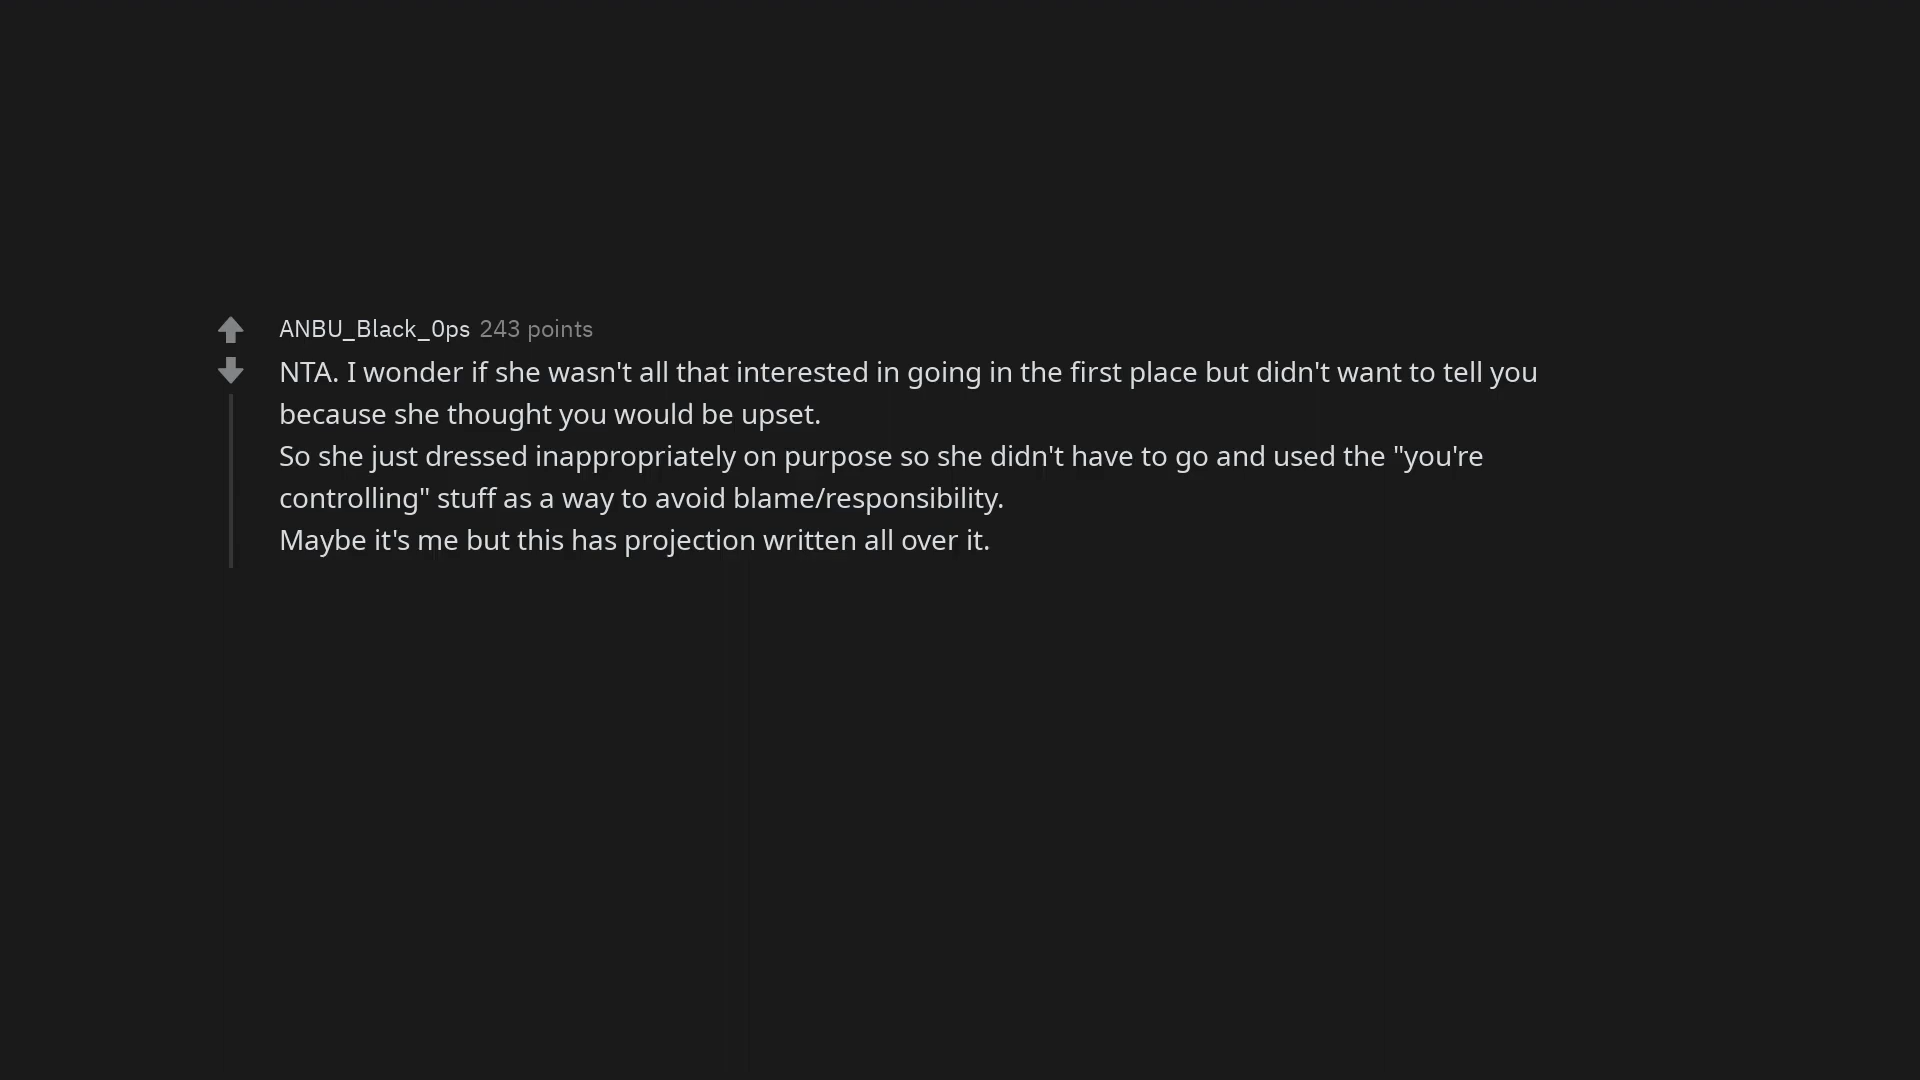 ANBU_Black_0ps 243 points
NTA. I wonder if she wasn't all that interested in going in the first place but didn't want to tell you
because she thought you would be upset.
So she just dressed inappropriately on purpose so she didn't have to go and used the "you're
controlling" stuff as a way to avoid blame/responsibility.
Maybe it's me but this has projection written all over it.